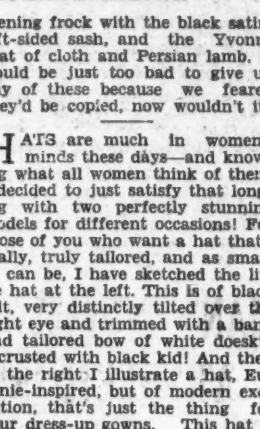 ening frock with the black satin
t-sided sash, and the Yvonn
at of cloth and Persian lamb.
ould be just too bad to give u
y of these because we feare
ey'd be copied, now wouldn't it
HATS are much in women
minds these days—and know
g what all women think of them
decided to just satisfy that long
g with two perfectly stunnin
odels for different occasions! Fo
ose of you who want a hat that
ally, truly tailored, and as sma
can be, I have sketched the li
e hat at the left. This is of blac
lt, very distinctly tilted over th
ght eye and trimmed with a ban
nd tailored bow of white doesk
crusted with black kid! And the
the right I illustrate a hat, Eu
nie-inspired, but of modern exe
tion, that's just the thing fo
ur dress-up gowns. This hat